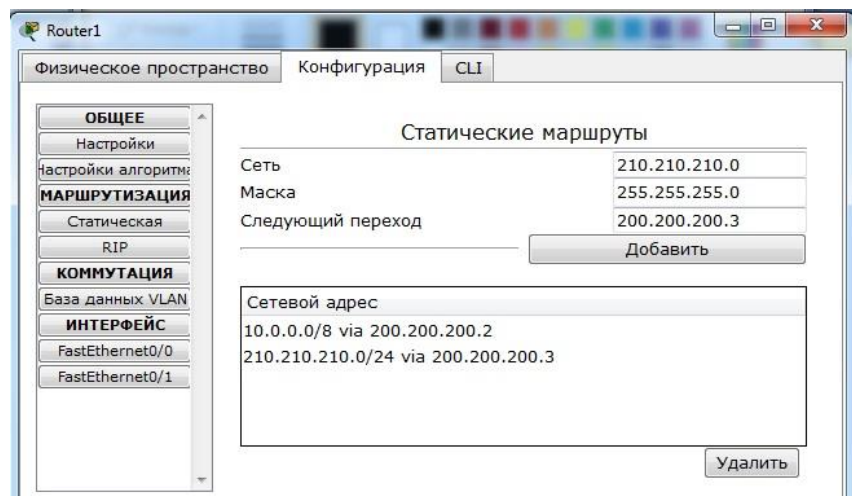 Router1
Физическое пространство
Конфигурация
CLI
ОБЩЕЕ
Настройки
Настройки алгоритма
МАРШРУТИЗАЦИЯ
Статическая
RIP
КОММУТАЦИЯ
База данных VLAN
ИНТЕРФЕЙС
FastEthernet0/0
FastEthernet0/1
Статические маршруты
Сеть 210.210.210.0
Маска 255.255.255.0
Следующий переход 200.200.200.3
Добавить
Сетевой адрес
10.0.0.0/8 via 200.200.200.2
210.210.210.0/24 via 200.200.200.3
Удалить